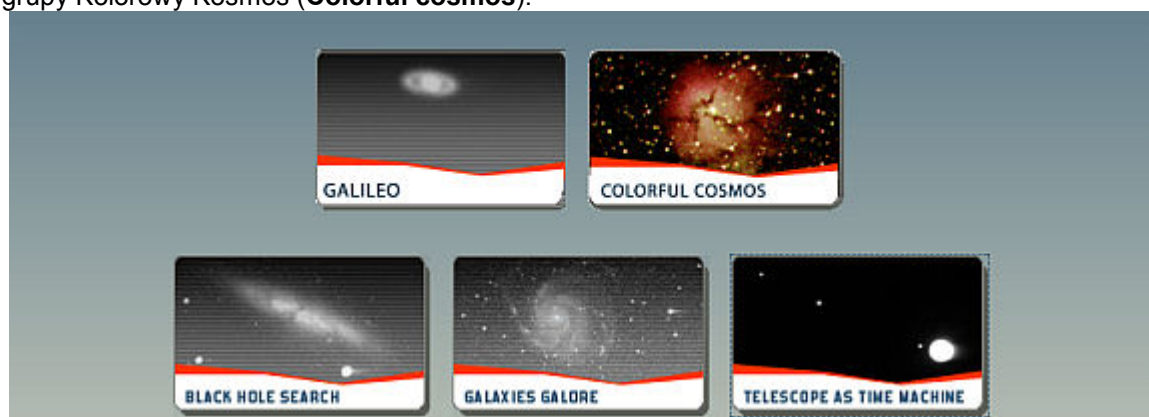 grupy Kolorowy Kosmos (Colorful cosmos).
GALILEO
COLORFUL COSMOS
BLACK HOLE SEARCH
GALAXIES GALORE
TELESCOPE AS TIME MACHINE